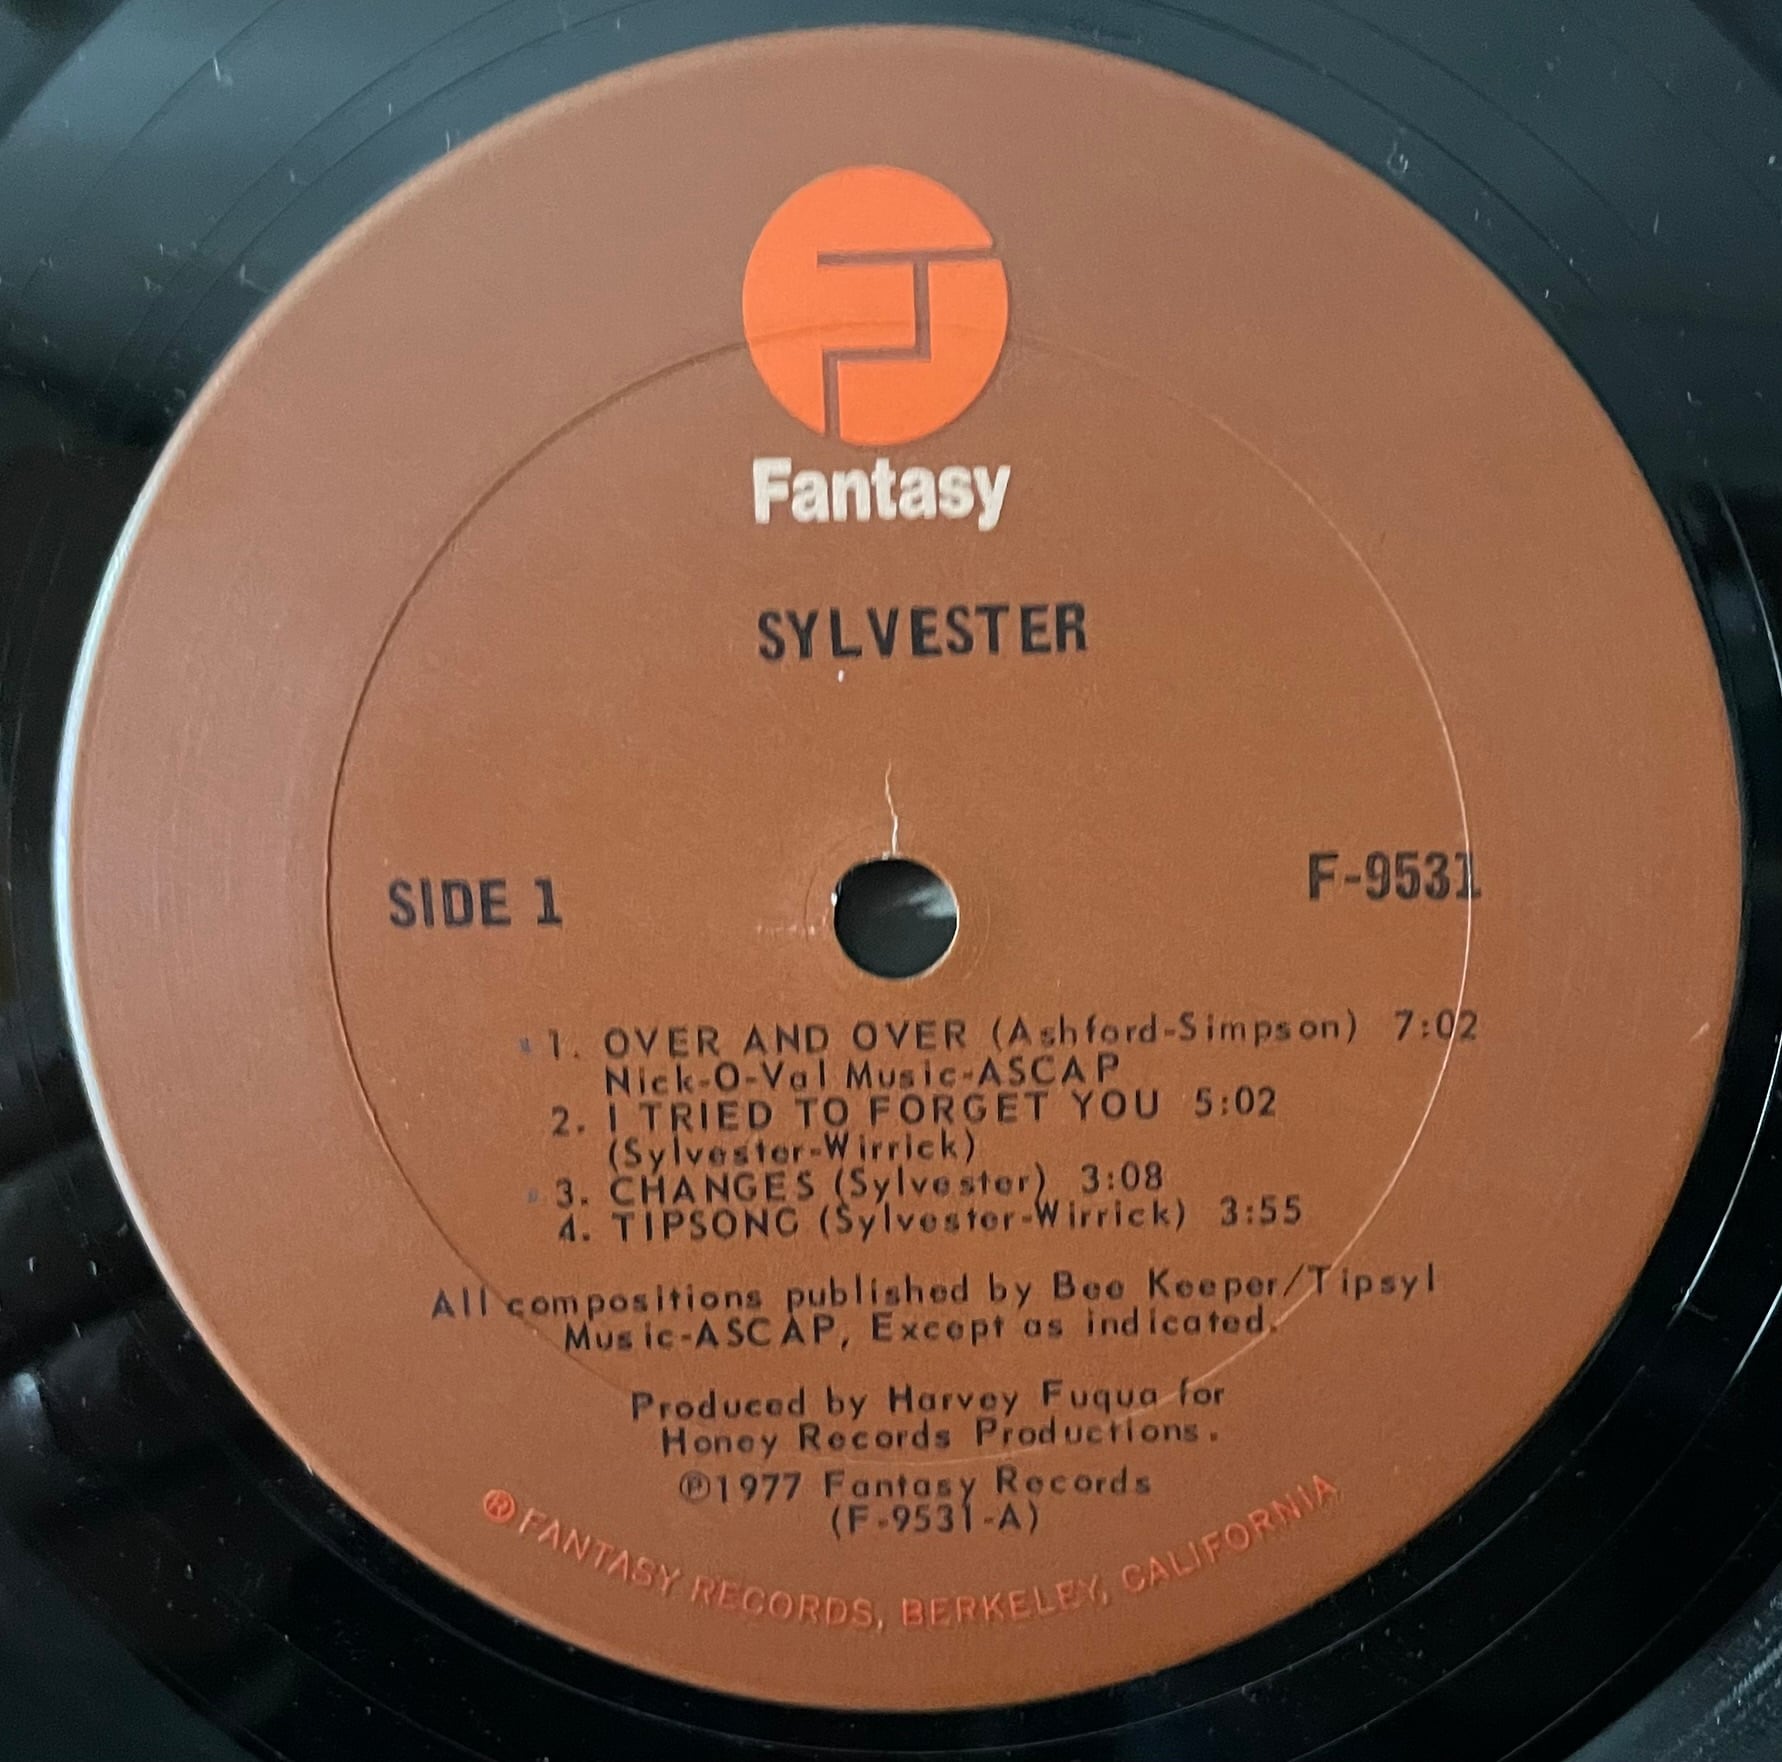 Fantasy
SYLVESTER
SIDE 1
F-9531
1. OVER AND OVER (Ashford-Simpson) 7:02
Nick-O-Val Music-ASCAP
2. I TRIED TO FORGET YOU 5:02
(Sylvester-Wirrick)
3. CHANGES (Sylvester) 3:08
4. TIPSONG (Sylvester-Wirrick) 3:55
All compositions published by Bee Keeper/Tipsyl
Music-ASCAP, Except as indicated.
Produced by Harvey Fuqua for
Honey Records Productions.
℗1977 Fantasy Records
(F-9531-A)
® FANTASY RECORDS, BERKELEY, CALIFORNIA